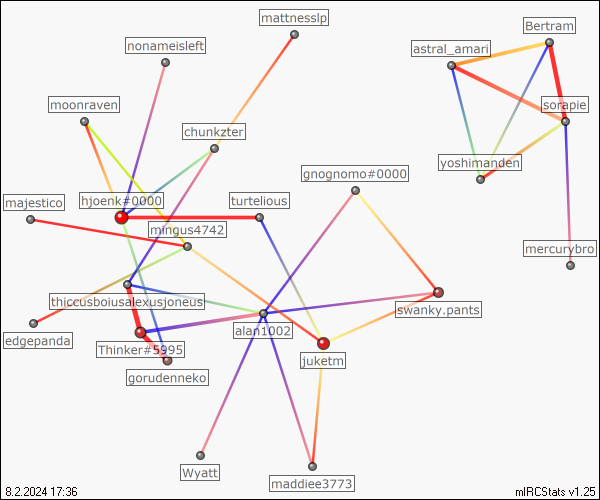 mattnesslp
Bertram
nonameisleft
astral_amari
moonraven
sorapie
chunkzter
yoshimanden
gnognomo#0000
hjoenk#0000
turtelious
majestico
mingus4742
mercurybro
thiccusboiusalexusjoneus
swanky.pants
alan1002
edgepanda
Thinker#5995
juketm
gorudenneko
Wyatt
maddiee3773
8.2.2024 17:36
mIRCStats v1.25